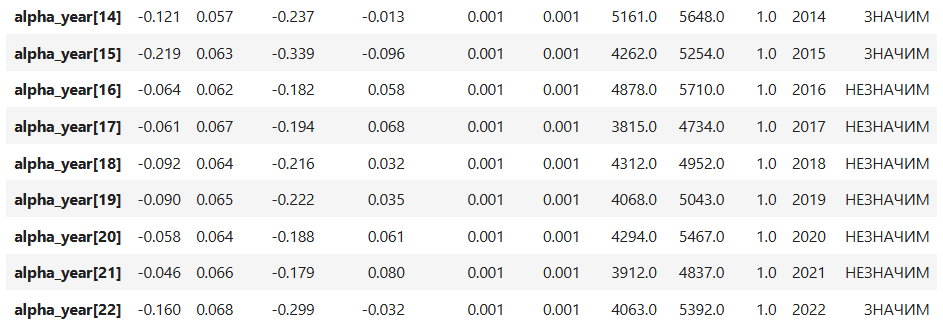 alpha_year[14] -0.121 0.057 -0.237 -0.013 0.001 0.001 5161.0 5648.0 1.0 2014 ЗНАЧИМ
alpha_year[15] -0.219 0.063 -0.339 -0.096 0.001 0.001 4262.0 5254.0 1.0 2015 ЗНАЧИМ
alpha_year[16] -0.064 0.062 -0.182 0.058 0.001 0.001 4878.0 5710.0 1.0 2016 НЕЗНАЧИМ
alpha_year[17] -0.061 0.067 -0.194 0.068 0.001 0.001 3815.0 4734.0 1.0 2017 НЕЗНАЧИМ
alpha_year[18] -0.092 0.064 -0.216 0.032 0.001 0.001 4312.0 4952.0 1.0 2018 НЕЗНАЧИМ
alpha_year[19] -0.090 0.065 -0.222 0.035 0.001 0.001 4068.0 5043.0 1.0 2019 НЕЗНАЧИМ
alpha_year[20] -0.058 0.064 -0.188 0.061 0.001 0.001 4294.0 5467.0 1.0 2020 НЕЗНАЧИМ
alpha_year[21] -0.046 0.066 -0.179 0.080 0.001 0.001 3912.0 4837.0 1.0 2021 НЕЗНАЧИМ
alpha_year[22] -0.160 0.068 -0.299 -0.032 0.001 0.001 4063.0 5392.0 1.0 2022 ЗНАЧИМ